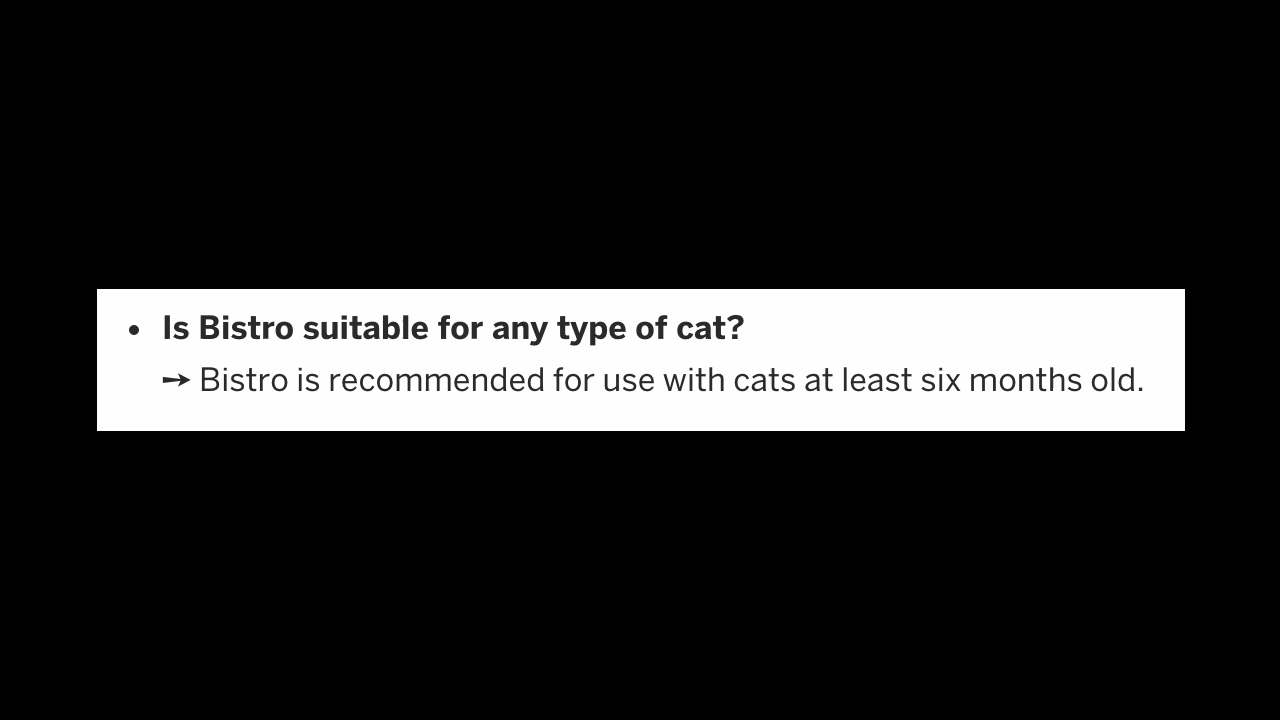 • Is Bistro suitable for any type of cat?
➙ Bistro is recommended for use with cats at least six months old.